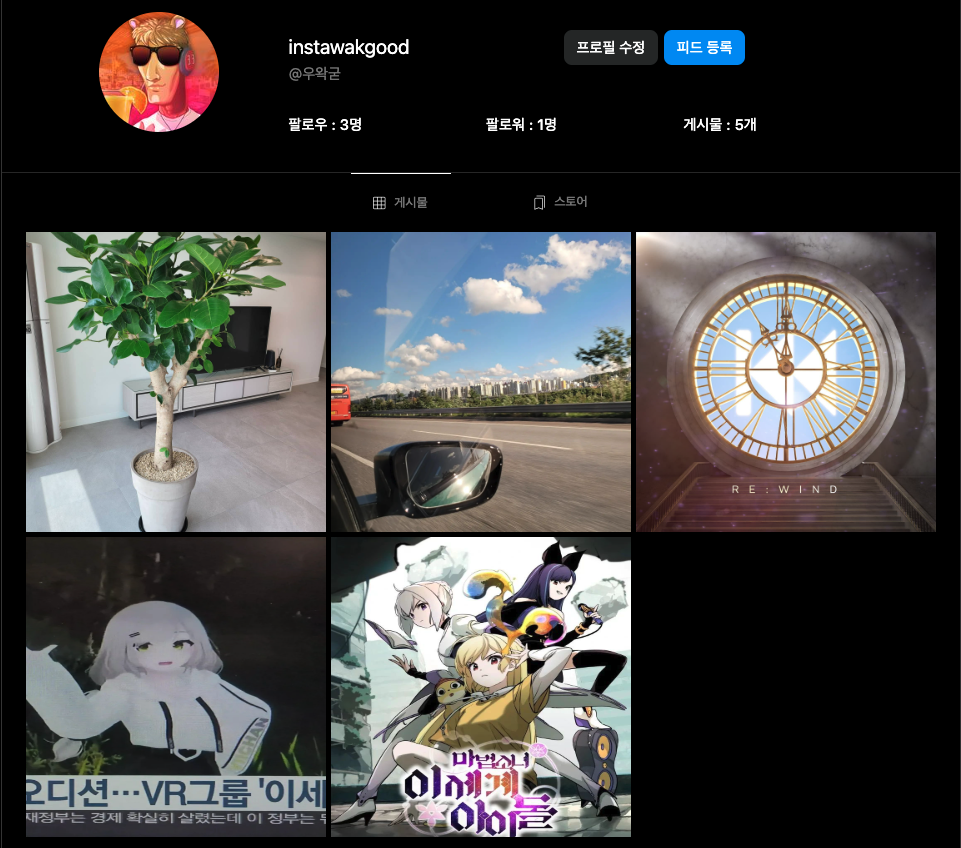 instawakgood
프로필 수정
피드 등록
@우왁굳
팔로우 : 3명
팔로워 : 1명
게시물 : 5개
게시물
스토어
RE:WIND
오디션…VR그룹 '이세
재정부는 경제 확실히 살렸는데 이 정부는
마법소녀
이세계
아이돌